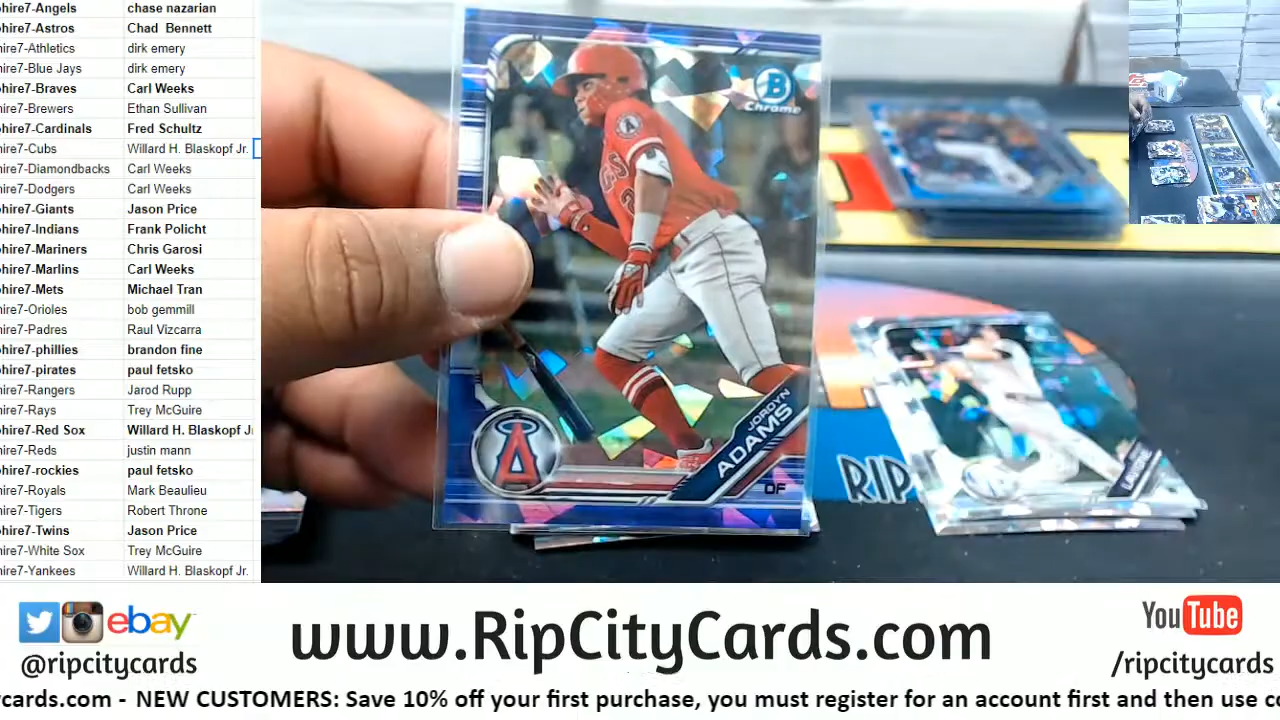 hire7-Angels chase nazarian
hire7-Astros Chad Bennett
hire7-Athletics dirk emery
hire7-Blue Jays dirk emery
hire7-Braves Carl Weeks
hire7-Brewers Ethan Sullivan
hire7-Cardinals Fred Schultz
hire7-Cubs Willard H. Blaskopf Jr.
hire7-Diamondbacks Carl Weeks
hire7-Dodgers Carl Weeks
hire7-Giants Jason Price
hire7-Indians Frank Policht
hire7-Mariners Chris Garosi
hire7-Marlins Carl Weeks
hire7-Mets Michael Tran
hire7-Orioles bob gemmill
hire7-Padres Raul Vizcarra
hire7-phillies brandon fine
hire7-pirates paul fetsko
hire7-Rangers Jarod Rupp
hire7-Rays Trey McGuire
hire7-Red Sox Willard H. Blaskopf J
hire7-Reds justin mann
hire7-rockies paul fetsko
hire7-Royals Mark Beaulieu
hire7-Tigers Robert Throne
hire7-Twins Jason Price
hire7-White Sox Trey McGuire
hire7-Yankees Willard H. Blaskopf Jr.
B
Chrome
A
A
JORDYN
ADAMS
OF
RIP
ebay
@ripcitycards
www.RipCityCards.com
YouTube
/ripcitycards
ycards.com - NEW CUSTOMERS: Save 10% off your first purchase, you must register for an account first and then use co